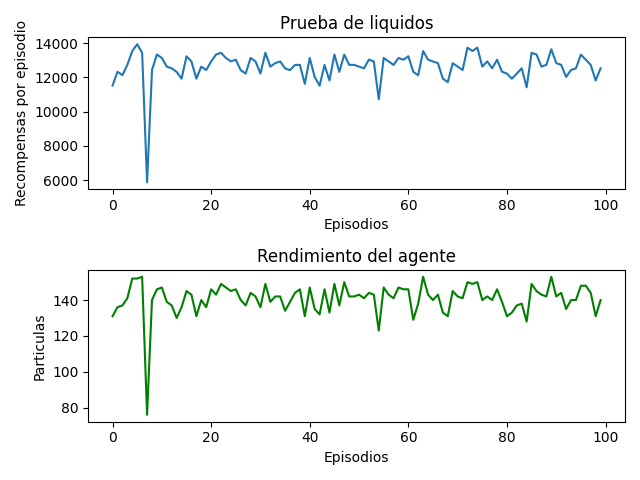 Prueba de liquidos
Recompensas por episodio
14000
12000
10000
8000
6000
0 20 40 60 80 100
Episodios
Rendimiento del agente
Particulas
140
120
100
80
0 20 40 60 80 100
Episodios